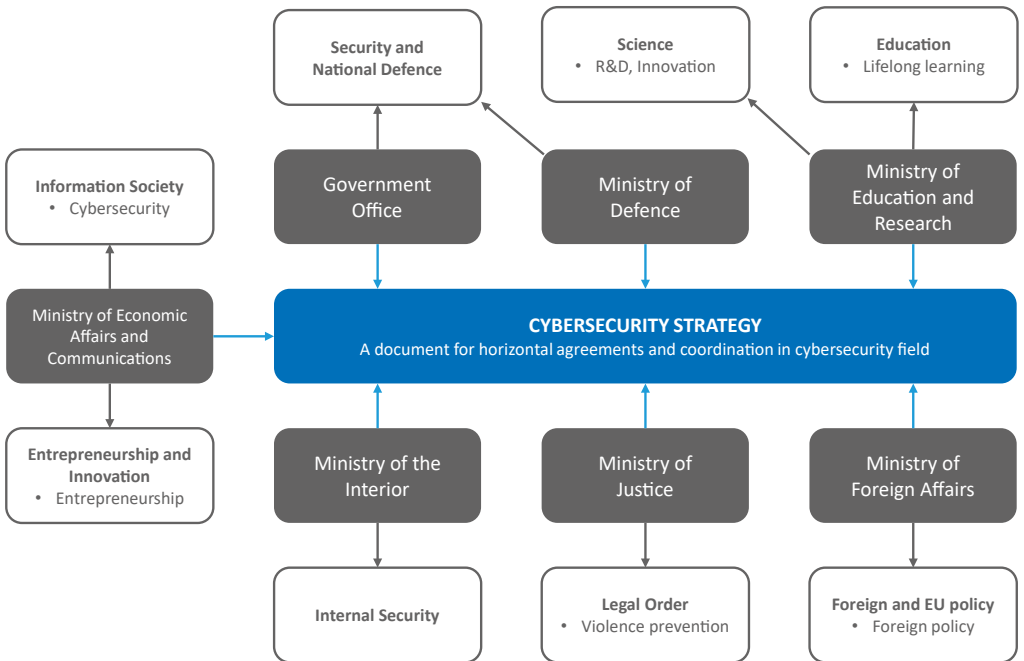 Security and
National Defence
Science
• R&D, Innovation
Education
• Lifelong learning
Information Society
• Cybersecurity
Government
Office
Ministry of
Defence
Ministry of
Education and
Research
Ministry of Economic
Affairs and
Communications
CYBERSECURITY STRATEGY
A document for horizontal agreements and coordination in cybersecurity field
Entrepreneurship and
Innovation
• Entrepreneurship
Ministry of the
Interior
Ministry of
Justice
Ministry of
Foreign Affairs
Internal Security
Legal Order
• Violence prevention
Foreign and EU policy
• Foreign policy